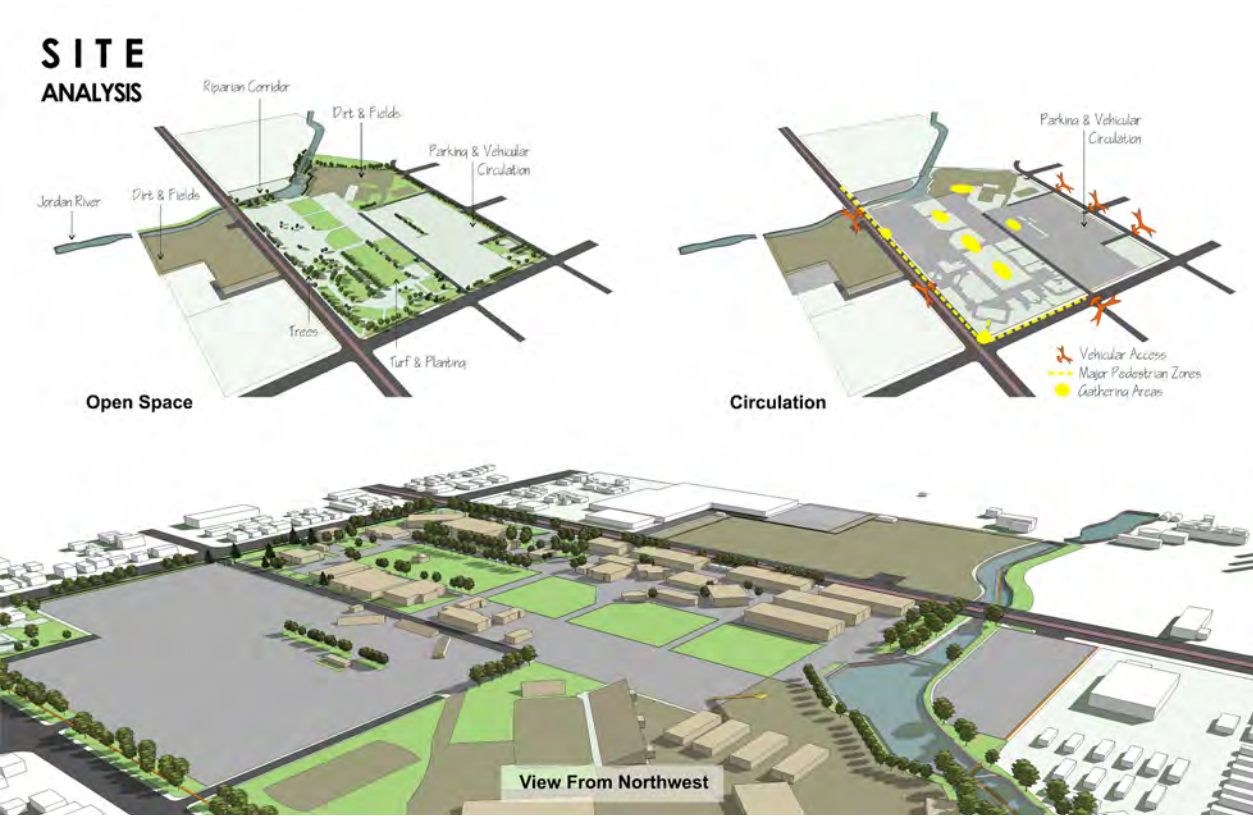 SITE
ANALYSIS
Riparian Corridor
Dirt & Fields
Parking & Vehicular
Circulation
Jordan River
Dirt & Fields
Trees
Turf & Planting
Open Space
Parking & Vehicular
Circulation
Vehicular Access
Major Pedestrian Zones
Gathering Areas
Circulation
View From Northwest